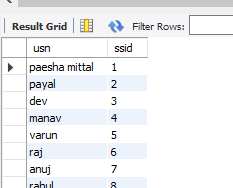 Result Grid Filter Rows:
usn ssid
paesha mittal 1
payal 2
dev 3
manav 4
varun 5
raj 6
anuj 7
rahul 8